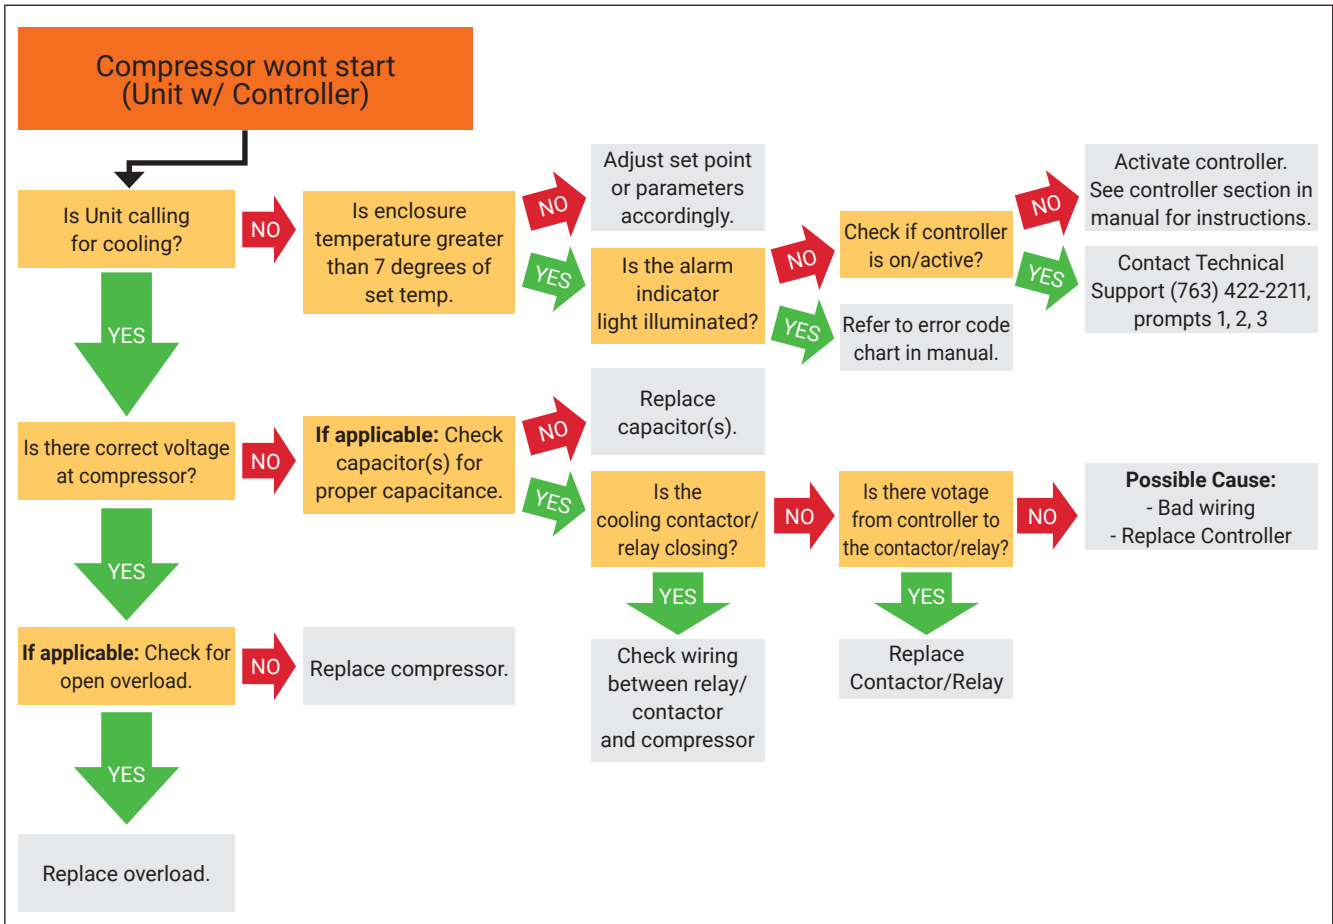 Compressor wont start
(Unit w/ Controller)
Is Unit calling
for cooling?
NO
Is enclosure
temperature greater
than 7 degrees of
set temp.
NO
Adjust set point
or parameters
accordingly.
YES
Is the alarm
indicator
light illuminated?
NO
Check if controller
is on/active?
NO
Activate controller.
See controller section in
manual for instructions.
YES
Contact Technical
Support (763) 422-2211,
prompts 1, 2, 3
YES
Refer to error code
chart in manual.
YES
Is there correct voltage
at compressor?
NO
If applicable: Check
capacitor(s) for
proper capacitance.
NO
Replace
capacitor(s).
YES
Is the
cooling contactor/
relay closing?
NO
Is there votage
from controller to
the contactor/relay?
NO
Possible Cause:
- Bad wiring
- Replace Controller
YES
Check wiring
between relay/
contactor
and compressor
YES
Replace
Contactor/Relay
YES
If applicable: Check for
open overload.
NO
Replace compressor.
YES
Replace overload.